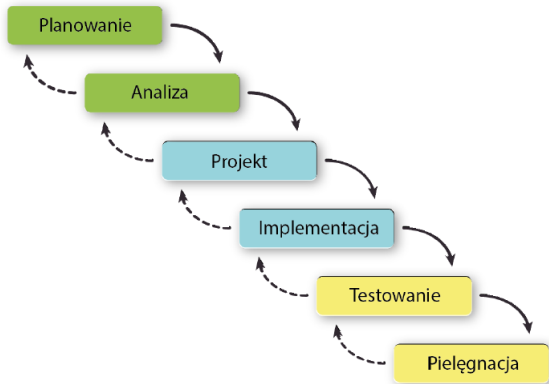 Planowanie
Analiza
Projekt
Implementacja
Testowanie
Pielęgnacja